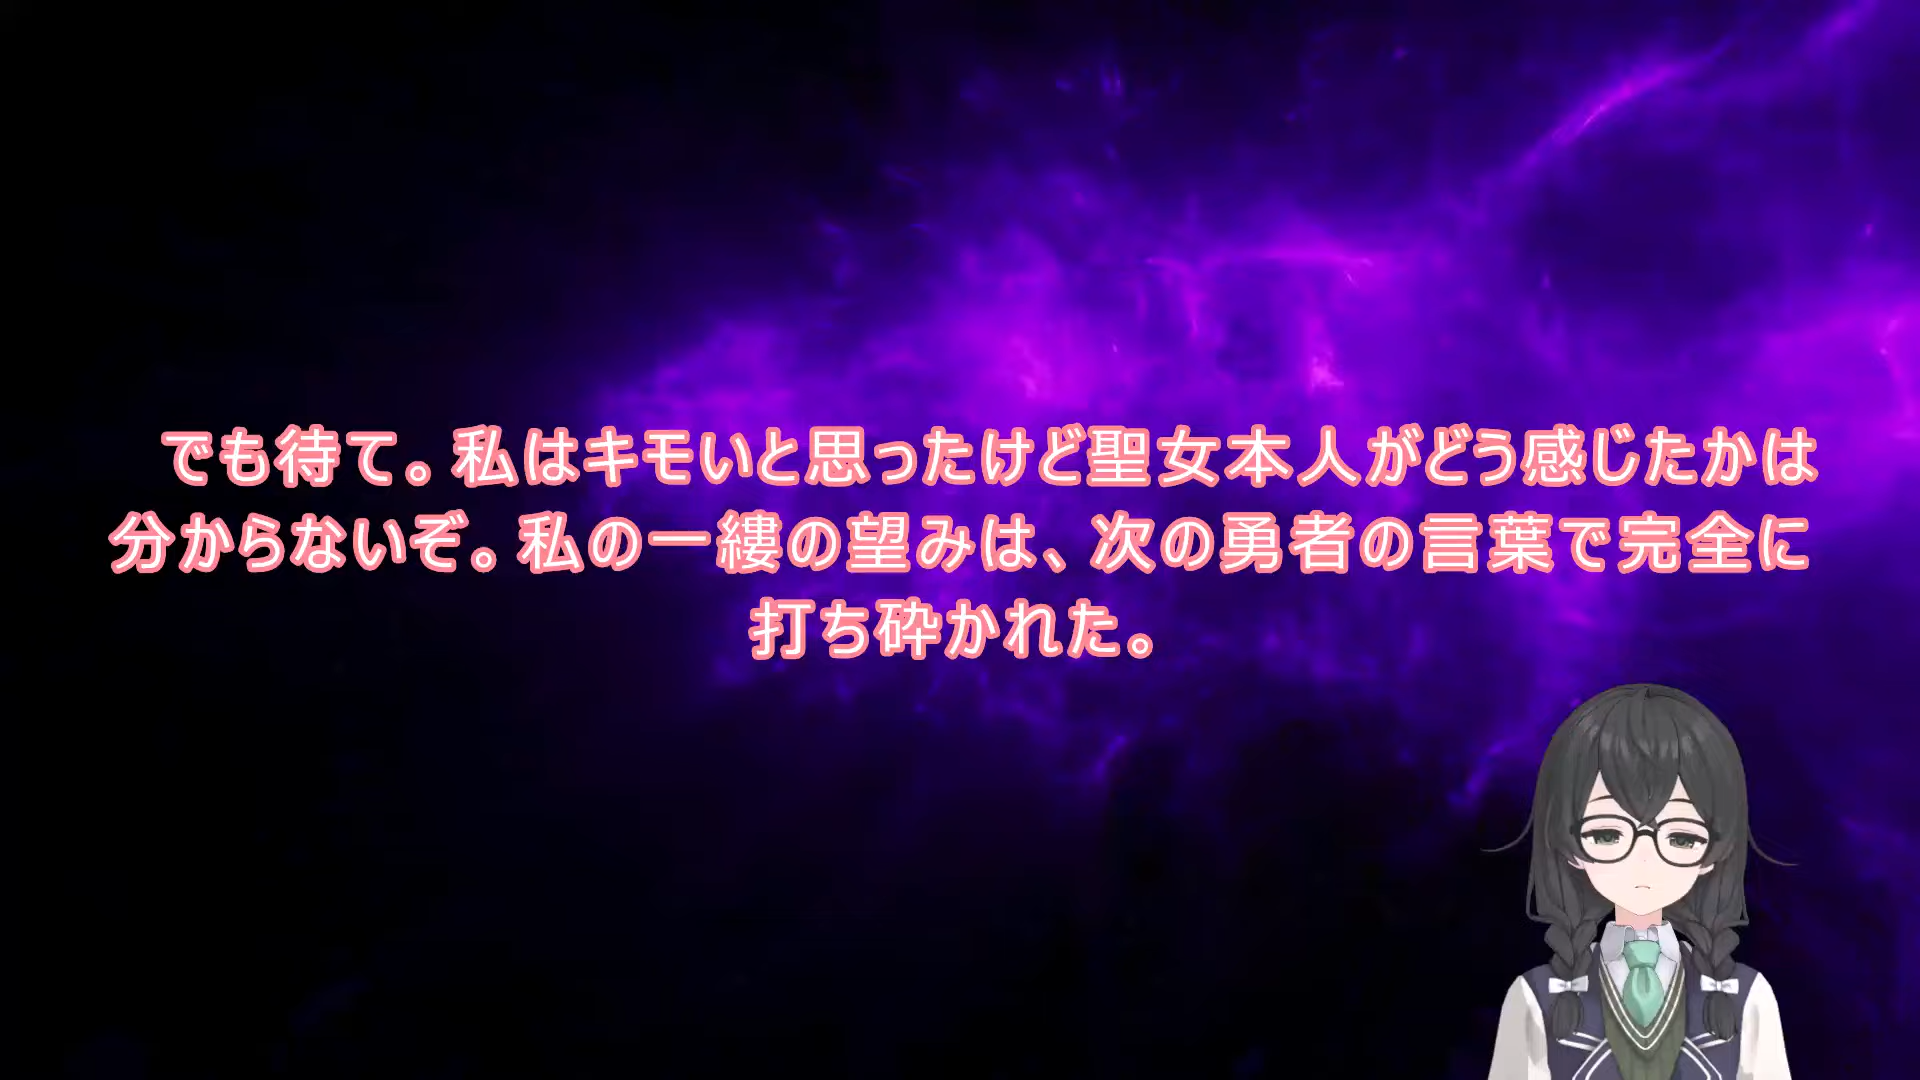 でも待て。私はキモいと思ったけど聖女本人がどう感じたかは
分からないぞ。私の一縷の望みは、次の勇者の言葉で完全に
打ち砕かれた。